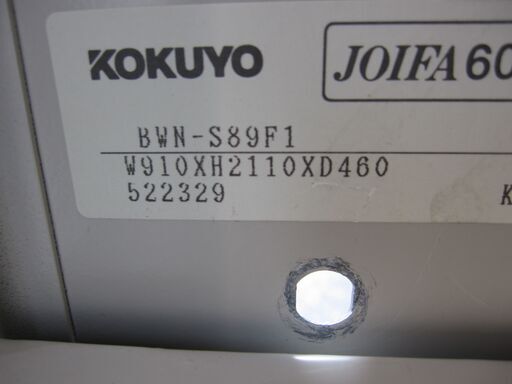 KOKUYO
JOIFA 60
BWN-S89F1
W910XH2110XD460
522329
K